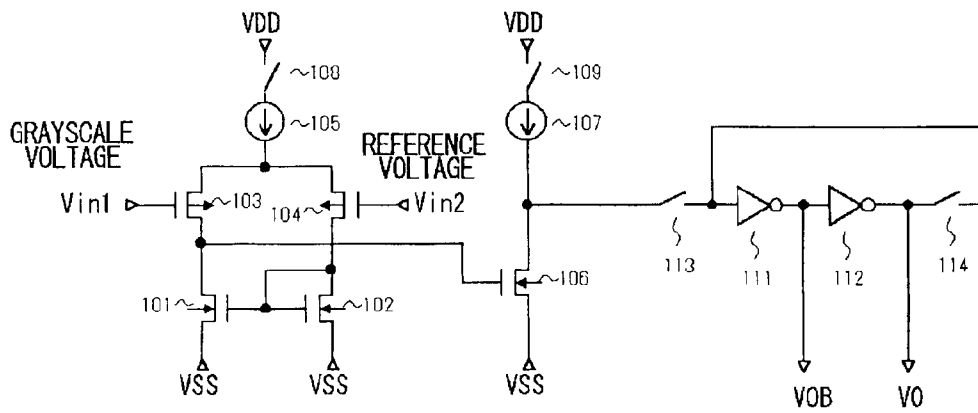 VDD
VDD
108
109
105
107
GRAYSCALE
VOLTAGE
REFERENCE
VOLTAGE
Vin1
103
104
Vin2
113
111
112
114
106
101
102
VSS
VSS
VSS
VOB
VO